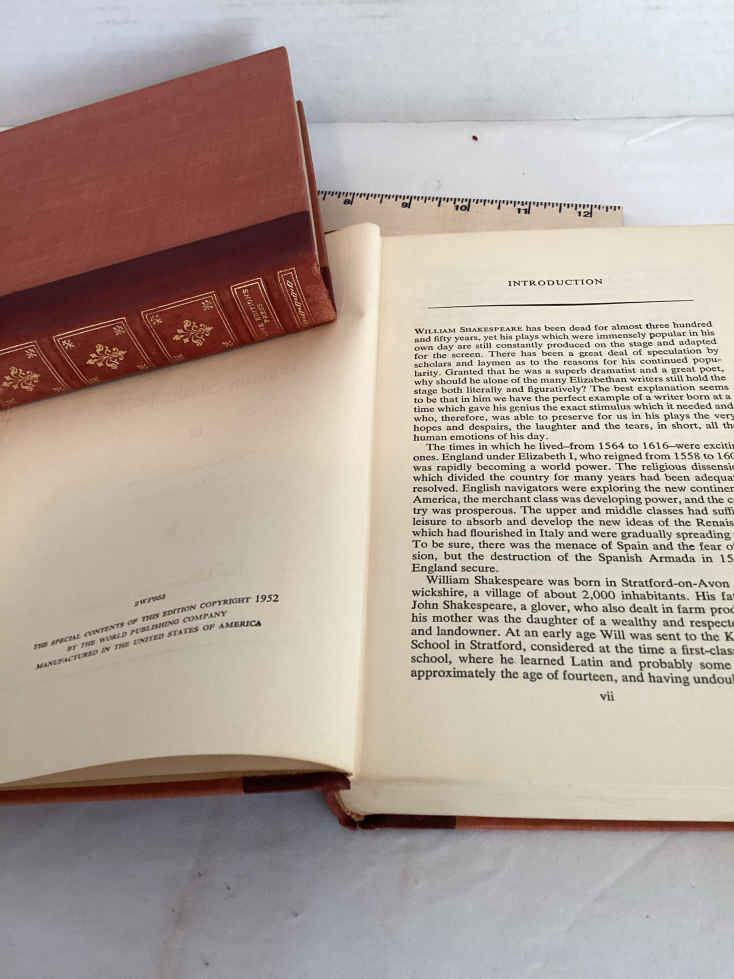 8 9 10 11 12
2WP953
THE SPECIAL CONTENTS OF THIS EDITION COPYRIGHT 1952
BY THE WORLD PUBLISHING COMPANY
MANUFACTURED IN THE UNITED STATES OF AMERICA
INTRODUCTION
WILLIAM SHAKESPEARE has been dead for almost three hundred
and fifty years, yet his plays which were immensely popular in his
own day are still constantly produced on the stage and adapted
for the screen. There has been a great deal of speculation by
scholars and laymen as to the reasons for his continued popu-
larity. Granted that he was a superb dramatist and a great poet,
why should he alone of the many Elizabethan writers still hold the
stage both literally and figuratively? The best explanation seems
to be that in him we have the perfect example of a writer born at a
time which gave his genius the exact stimulus which it needed and
who, therefore, was able to preserve for us in his plays the very
hopes and despairs, the laughter and the tears, in short, all th
human emotions of his day.
The times in which he lived—from 1564 to 1616—were excitin
ones. England under Elizabeth I, who reigned from 1558 to 160
was rapidly becoming a world power. The religious dissensio
which divided the country for many years had been adequa
resolved. English navigators were exploring the new continen
America, the merchant class was developing power, and the c
try was prosperous. The upper and middle classes had suffi
leisure to absorb and develop the new ideas of the Renais
which had flourished in Italy and were gradually spreading
To be sure, there was the menace of Spain and the fear o
sion, but the destruction of the Spanish Armada in 15
England secure.
William Shakespeare was born in Stratford-on-Avon
wickshire, a village of about 2,000 inhabitants. His fa
John Shakespeare, a glover, who also dealt in farm prod
his mother was the daughter of a wealthy and respecte
and landowner. At an early age Will was sent to the K
School in Stratford, considered at the time a first-clas
school, where he learned Latin and probably some
approximately the age of fourteen, and having undoub
vii